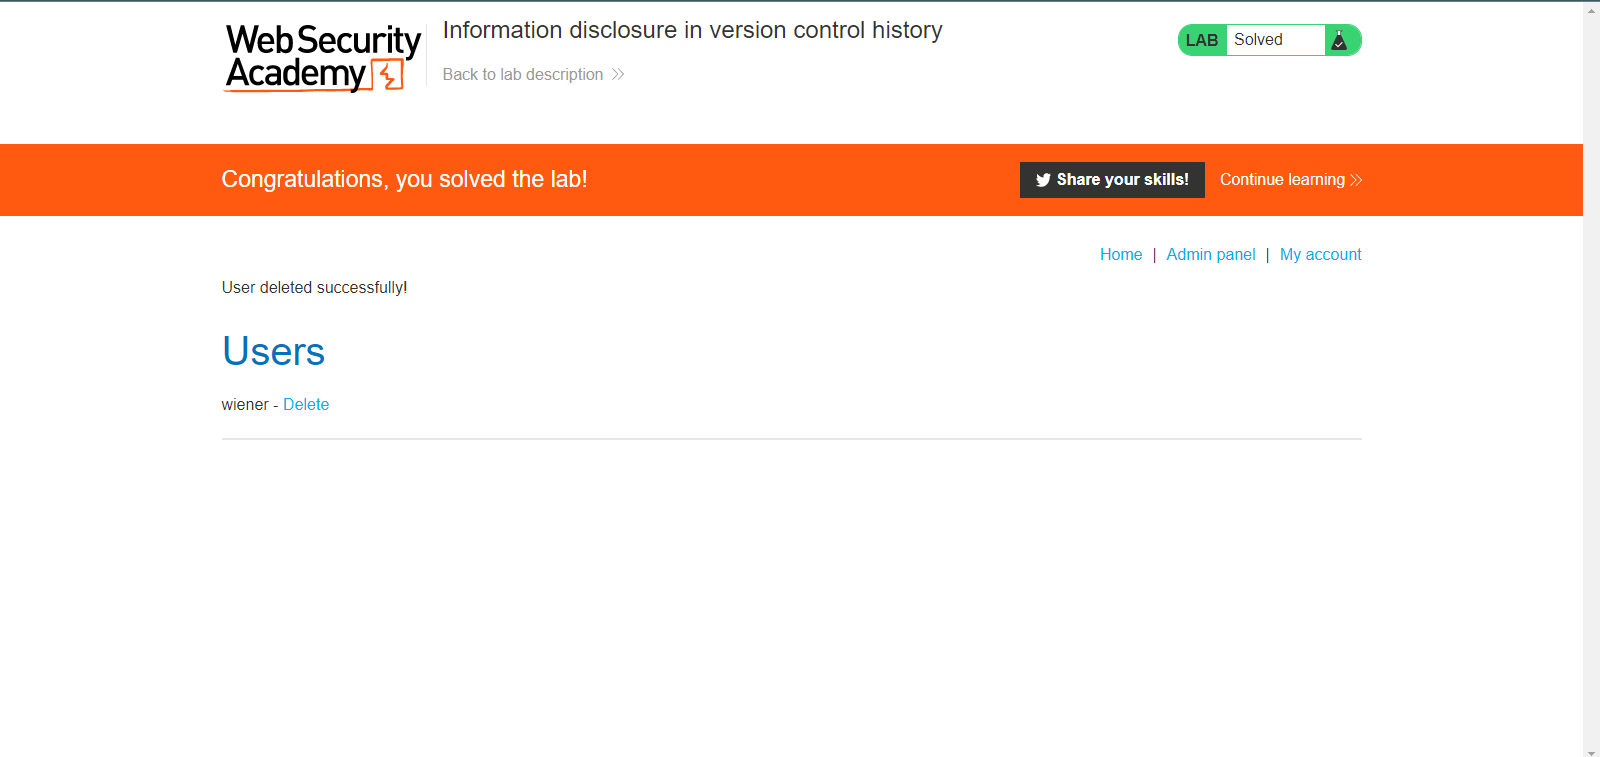 Web Security
Academy
Information disclosure in version control history
Back to lab description
LAB Solved
Congratulations, you solved the lab!
Share your skills! Continue learning
Home | Admin panel | My account
User deleted successfully!
Users
wiener - Delete